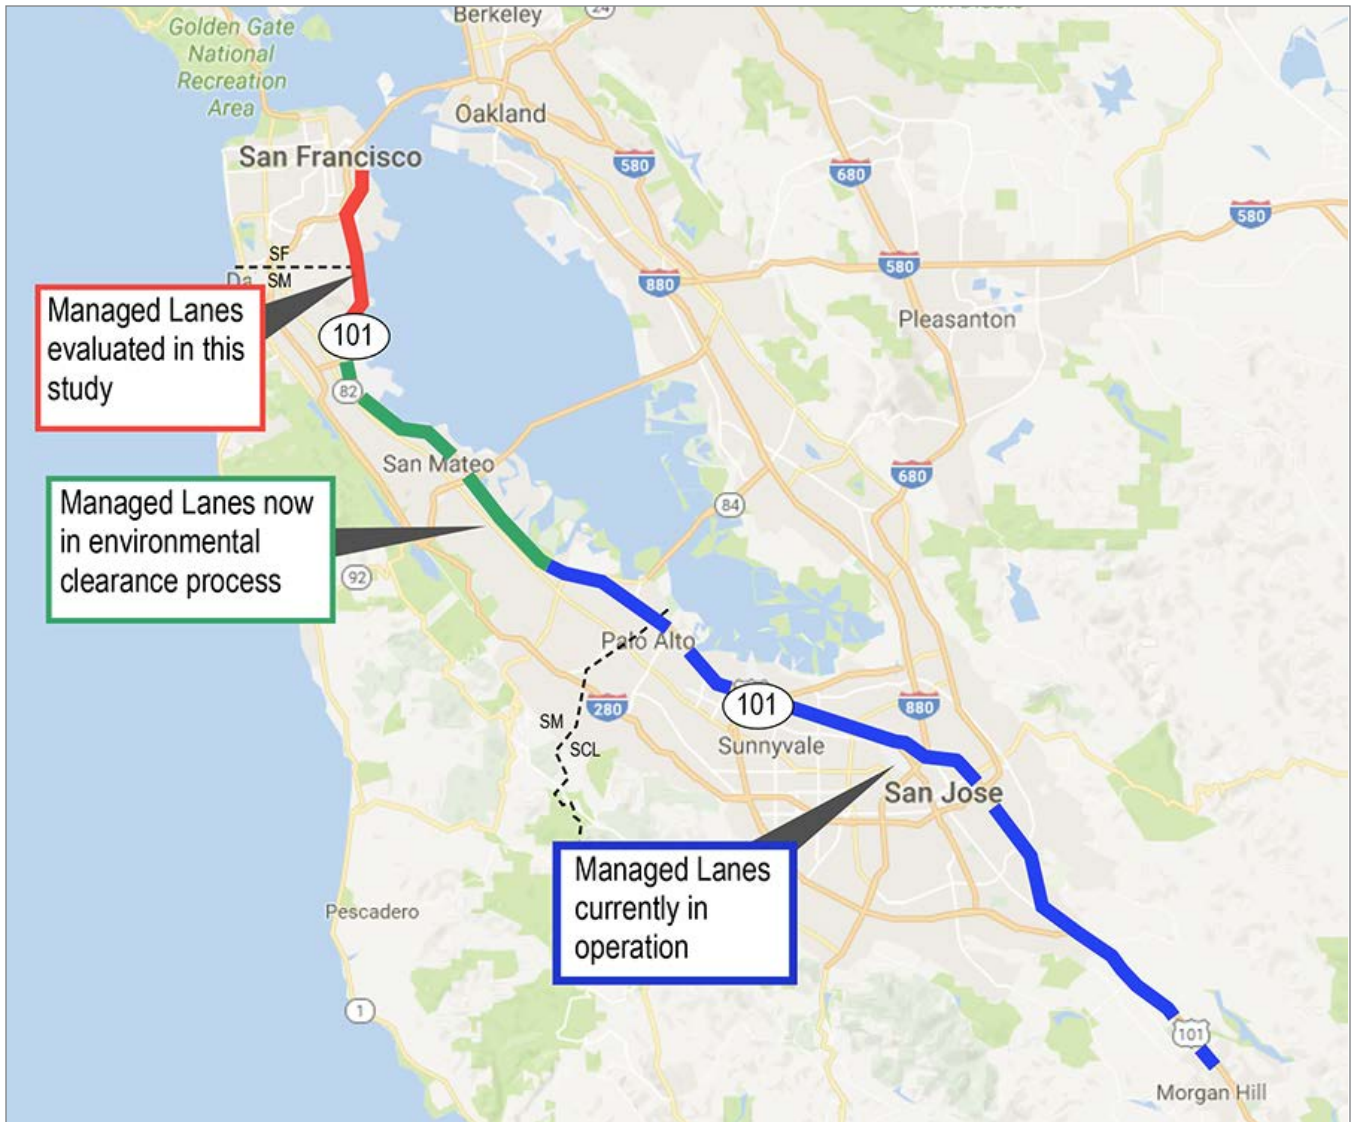 Berkeley
24
Golden Gate
National
Recreation
Area
Oakland
San Francisco
580
680
580
SF
SM
Da
580
880
Managed Lanes
evaluated in this
study
101
Pleasanton
82
San Mateo
680
Managed Lanes now
in environmental
clearance process
84
92
Palo Alto
280
101
880
SM
SCL
Sunnyvale
San Jose
Managed Lanes
currently in
operation
Pescadero
1
101
Morgan Hill